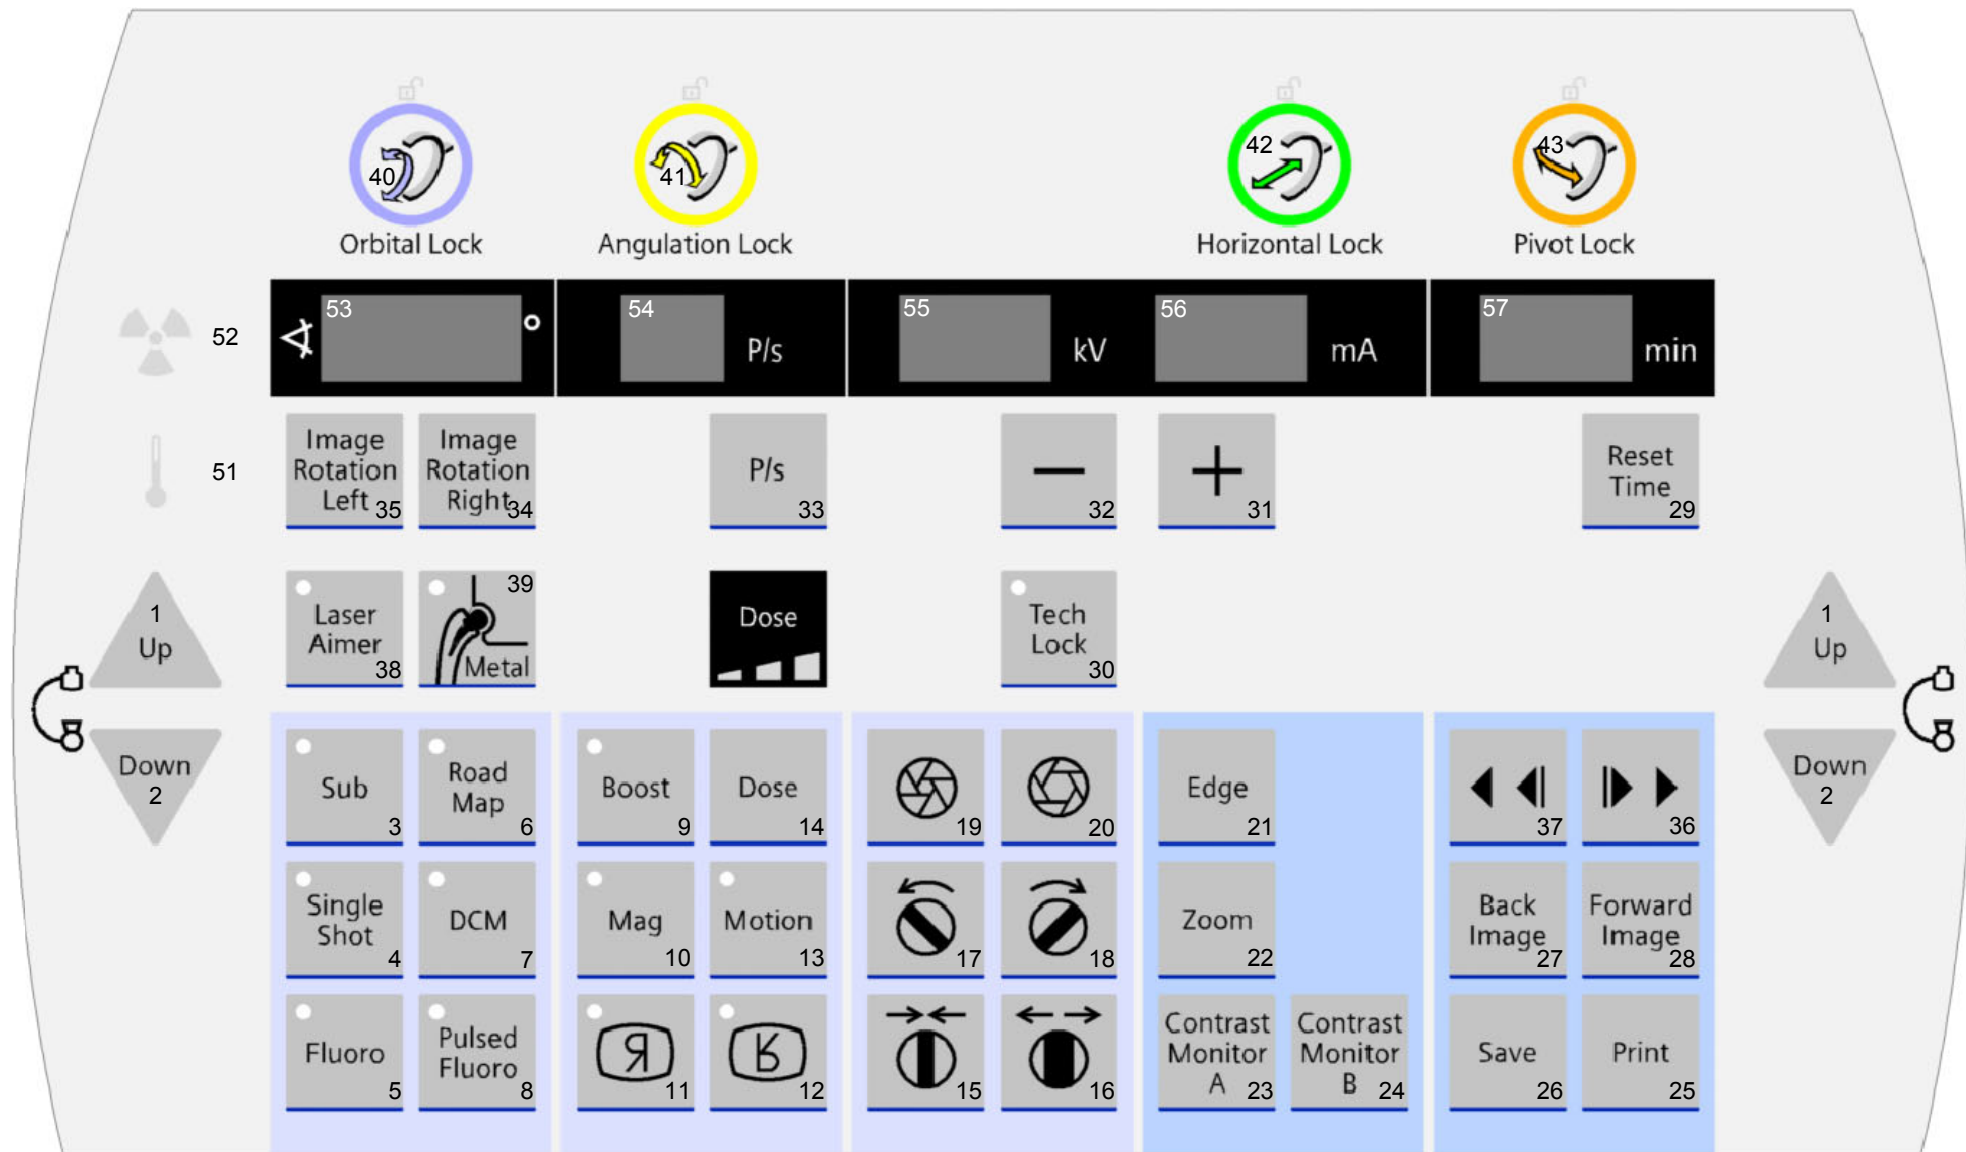 40
41
42
43
Orbital Lock
Angulation Lock
Horizontal Lock
Pivot Lock
52
53
°
54
P/s
55
kV
56
mA
57
min
51
Image
Rotation
Left 35
Image
Rotation
Right 34
P/s
33
−
32
+
31
Reset
Time
29
1
Up
Laser
Aimer
38
39
Metal
Dose
Tech
Lock
30
1
Up
Down
2
Sub
3
Road
Map
6
Boost
9
Dose
14
19
20
Edge
21
37
36
Down
2
Single
Shot
4
DCM
7
Mag
10
Motion
13
17
18
Zoom
22
Back
Image
27
Forward
Image
28
Fluoro
5
Pulsed
Fluoro
8
R
11
R
12
15
16
Contrast
Monitor
A 23
Contrast
Monitor
B 24
Save
26
Print
25